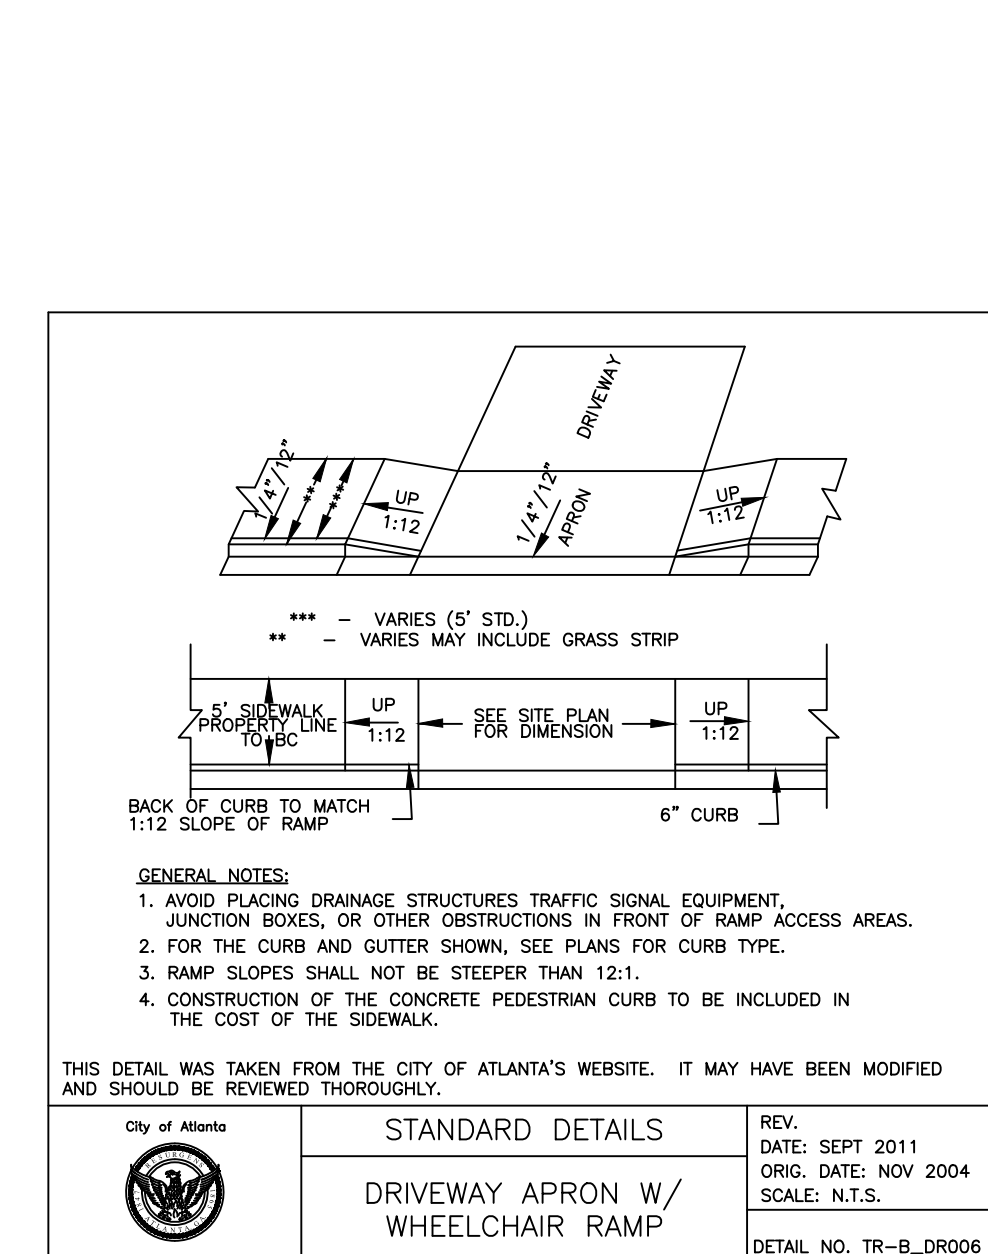 DRIVEWAY
1/4"/12"
**
***
UP
1:12
1/4"/12"
APRON
UP
1:12
*** – VARIES (5' STD.)
** – VARIES MAY INCLUDE GRASS STRIP
5' SIDEWALK
PROPERTY LINE
TO BC
UP
1:12
SEE SITE PLAN
FOR DIMENSION
UP
1:12
BACK OF CURB TO MATCH
1:12 SLOPE OF RAMP
6" CURB
GENERAL NOTES:
1. AVOID PLACING DRAINAGE STRUCTURES TRAFFIC SIGNAL EQUIPMENT,
JUNCTION BOXES, OR OTHER OBSTRUCTIONS IN FRONT OF RAMP ACCESS AREAS.
2. FOR THE CURB AND GUTTER SHOWN, SEE PLANS FOR CURB TYPE.
3. RAMP SLOPES SHALL NOT BE STEEPER THAN 12:1.
4. CONSTRUCTION OF THE CONCRETE PEDESTRIAN CURB TO BE INCLUDED IN
THE COST OF THE SIDEWALK.
THIS DETAIL WAS TAKEN FROM THE CITY OF ATLANTA'S WEBSITE. IT MAY HAVE BEEN MODIFIED
AND SHOULD BE REVIEWED THOROUGHLY.
City of Atlanta
RESURGENS
1847 ATLANTA, GA. 1865
STANDARD DETAILS
DRIVEWAY APRON W/
WHEELCHAIR RAMP
REV.
DATE: SEPT 2011
ORIG. DATE: NOV 2004
SCALE: N.T.S.
DETAIL NO. TR–B_DR006